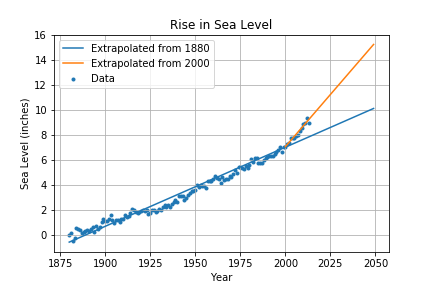 Rise in Sea Level
Extrapolated from 1880
Extrapolated from 2000
Data
Sea Level (inches)
16
14
12
10
8
6
4
2
0
1875 1900 1925 1950 1975 2000 2025 2050
Year